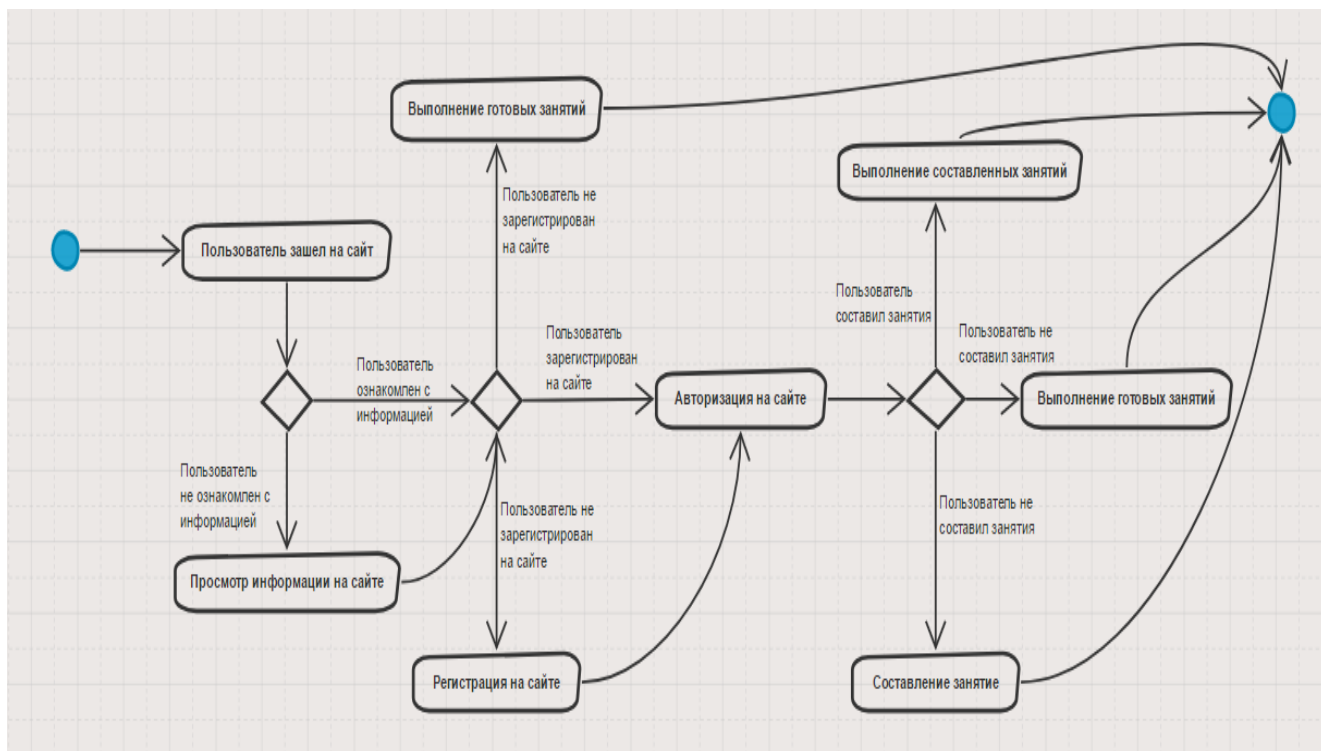 Выполнение готовых занятий
Выполнение составленных занятий
Пользователь не
зарегистрирован
на сайте
Пользователь зашел на сайт
Пользователь
составил занятия
Пользователь
зарегистрирован
на сайте
Пользователь не
составил занятия
Пользователь
ознакомлен с
информацией
Авторизация на сайте
Выполнение готовых занятий
Пользователь
не ознакомлен с
информацией
Пользователь не
зарегистрирован
на сайте
Пользователь не
составил занятия
Просмотр информации на сайте
Регистрация на сайте
Составление занятие